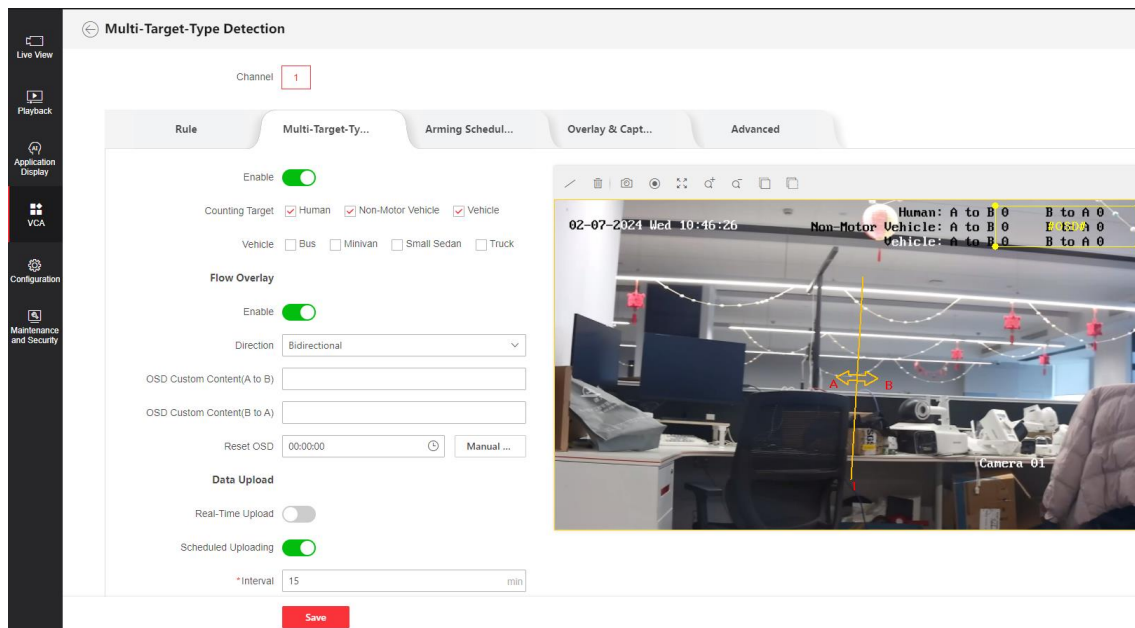 Multi-Target-Type Detection
Live View
Playback
Application
Display
VCA
Configuration
Maintenance
and Security
Channel 1
Rule Multi-Target-Ty... Arming Schedul... Overlay & Capt... Advanced
Enable
Counting Target Human Non-Motor Vehicle Vehicle
Vehicle Bus Minivan Small Sedan Truck
Flow Overlay
Enable
Direction Bidirectional
OSD Custom Content(A to B)
OSD Custom Content(B to A)
Reset OSD 00:00:00 Manual ...
Data Upload
Real-Time Upload
Scheduled Uploading
*Interval 15 min
Save
02-07-2024 Wed 10:46:26
Human: A to B 0 B to A 0
Non-Motor Vehicle: A to B 0 B to A 0
#OSD#
Vehicle: A to B 0 B to A 0
A B
1
Camera 01